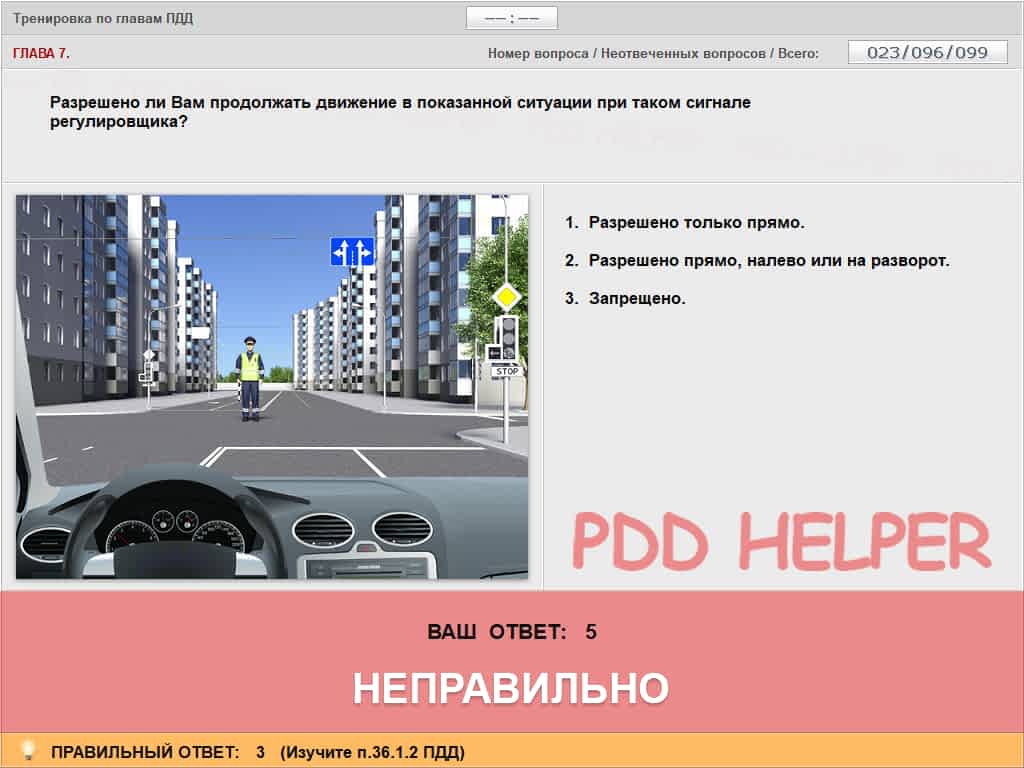 Тренировка по главам ПДД
—— : ——
ГЛАВА 7.
Номер вопроса / Неотвеченных вопросов / Всего:
023/096/099
Разрешено ли Вам продолжать движение в показанной ситуации при таком сигнале
регулировщика?
1. Разрешено только прямо.
2. Разрешено прямо, налево или на разворот.
3. Запрещено.
STOP
PDD HELPER
ВАШ ОТВЕТ: 5
НЕПРАВИЛЬНО
ПРАВИЛЬНЫЙ ОТВЕТ: 3 (Изучите п.36.1.2 ПДД)